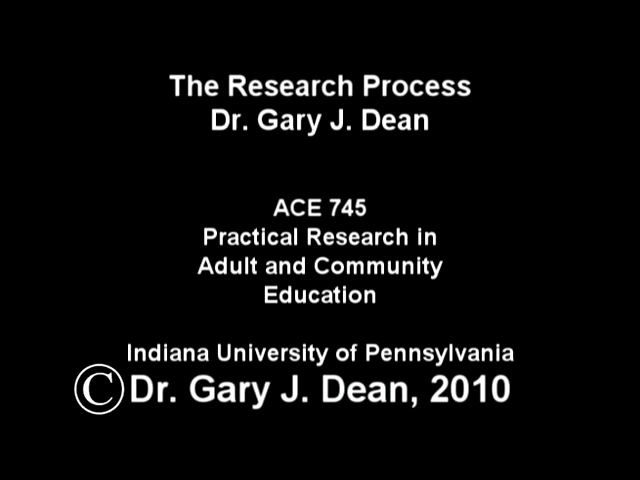 The Research Process
Dr. Gary J. Dean
ACE 745
Practical Research in
Adult and Community
Education
Indiana University of Pennsylvania
© Dr. Gary J. Dean, 2010